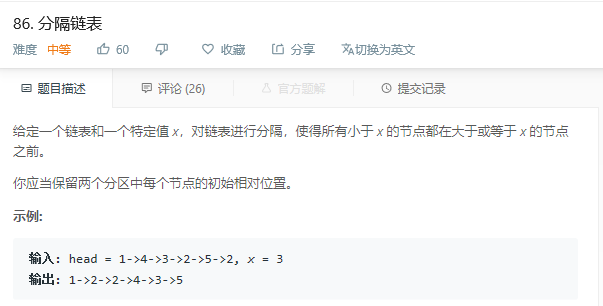 86. 分隔链表
难度 中等 60 收藏 分享 切换为英文
题目描述 评论 (26) 官方题解 提交记录
给定一个链表和一个特定值 x，对链表进行分隔，使得所有小于 x 的节点都在大于或等于 x 的节点
之前。
你应当保留两个分区中每个节点的初始相对位置。
示例:
输入: head = 1->4->3->2->5->2, x = 3
输出: 1->2->2->4->3->5